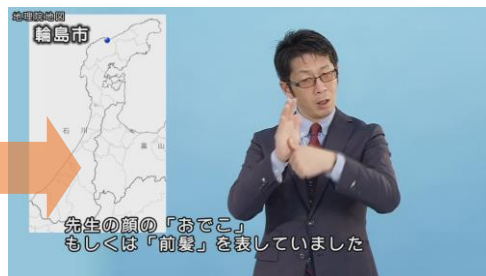 地理院地図
輪島市
石川
富山
先生の顔の「おでこ」
もしくは「前髪」を表していました